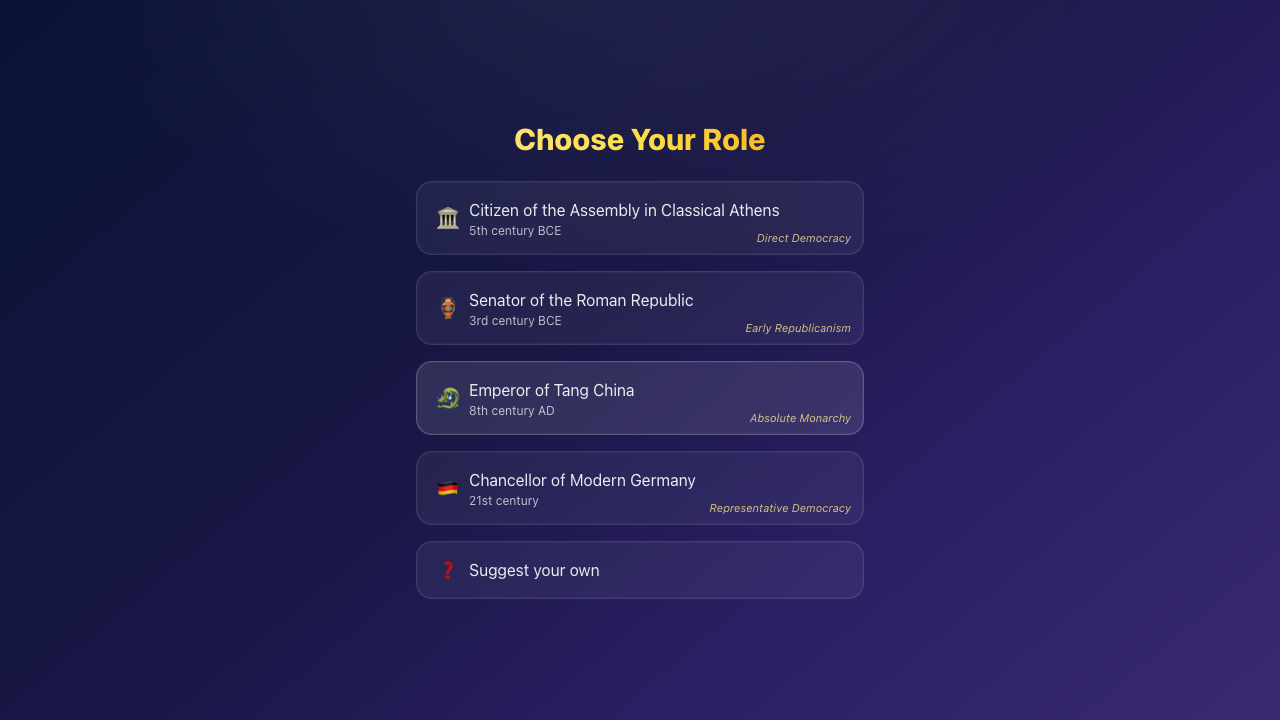 Choose Your Role
Citizen of the Assembly in Classical Athens
5th century BCE
Direct Democracy
Senator of the Roman Republic
3rd century BCE
Early Republicanism
Emperor of Tang China
8th century AD
Absolute Monarchy
Chancellor of Modern Germany
21st century
Representative Democracy
Suggest your own